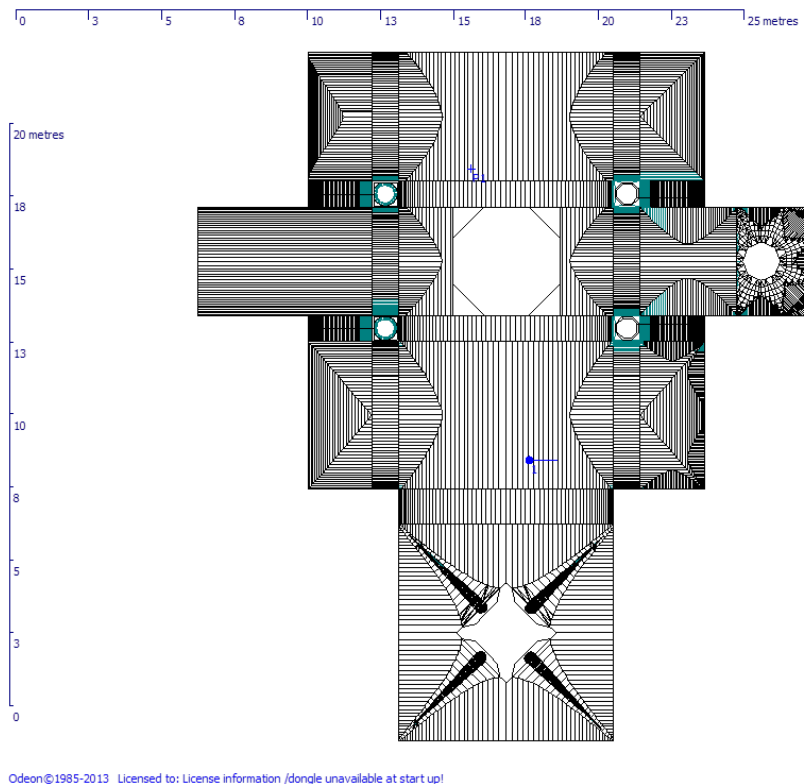 0 3 5 8 10 13 15 18 20 23 25 metres
20 metres
P1
18
15
13
10
8
1
5
3
0
Odeon©1985-2013 Licensed to: License information /dongle unavailable at start up!